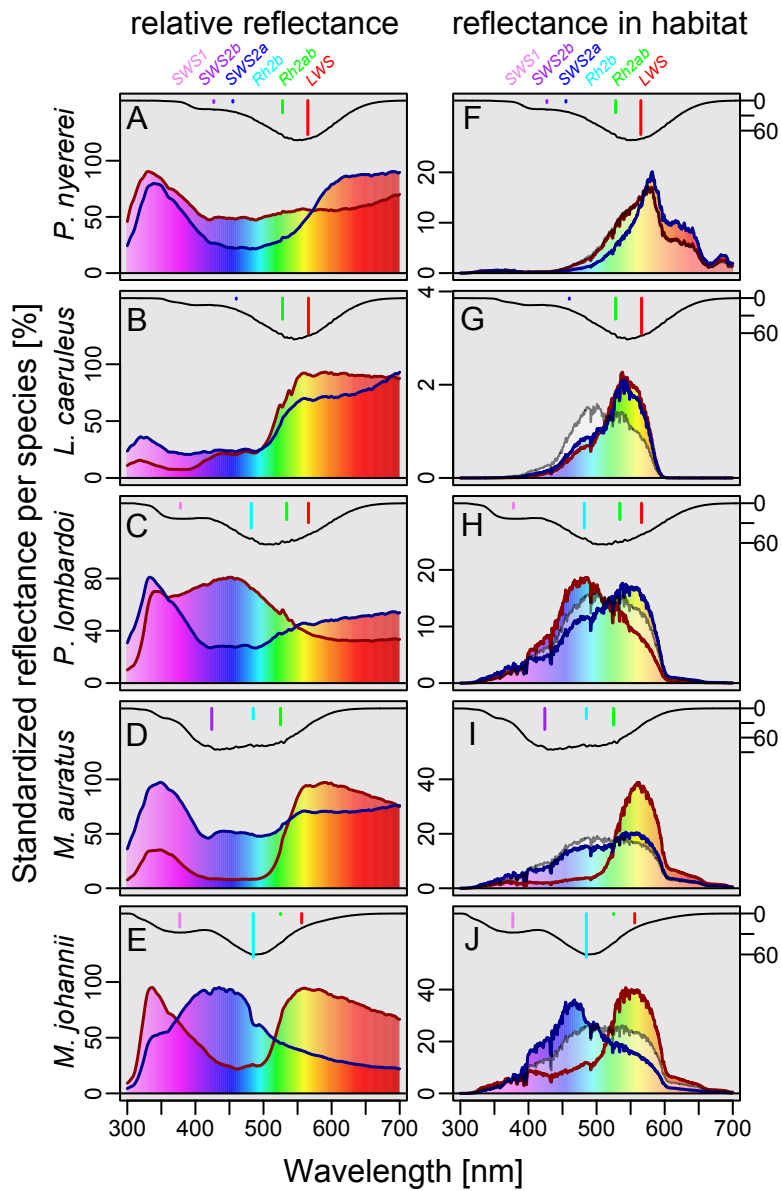 relative reflectance
reflectance in habitat
SWS1 SWS2b SWS2a Rh2b Rh2ab LWS
SWS1 SWS2b SWS2a Rh2b Rh2ab LWS
Standardized reflectance per species [%]
P. nyererei
A
0 50 100
F
0 10 20
0 60
L. caeruleus
B
0 50 100
G
0 2 4
0 60
P. lombardoi
C
0 40 80
H
0 10 20
0 60
M. auratus
D
0 50 100
I
0 20 40
0 60
M. johannii
E
0 50 100
J
0 20 40
0 60
300 400 500 600 700
300 400 500 600 700
Wavelength [nm]